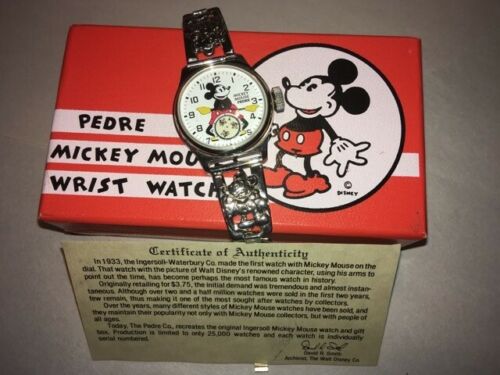 PEDRE
MICKEY MOU
WRIST WATCH
MICKEY
MOUSE
PEDRE
©
DISNEY
Certificate of Authenticity
In 1933, the Ingersoll-Waterbury Co. made the first watch with Mickey Mouse on the
dial. That watch with the picture of Walt Disney's renowned character, using his arms to
point out the time, has become perhaps the most famous watch in history.
Originally retailing for $3.75, the initial demand was tremendous and almost instan-
taneous. Although over two and a half million watches were sold in the first two years,
few remain, thus making it one of the most sought after by collectors.
Over the years, many different styles of Mickey Mouse watches have been sold, and
they maintain their popularity not only with Mickey Mouse collectors, but with people of
all ages.
Today, The Pedre Co., recreates the original Ingersoll Mickey Mouse watch and gift
box. Production is limited to only 25,000 watches and each watch is individually
serial numbered.
David R. Smith
Archivist, The Walt Disney Co.